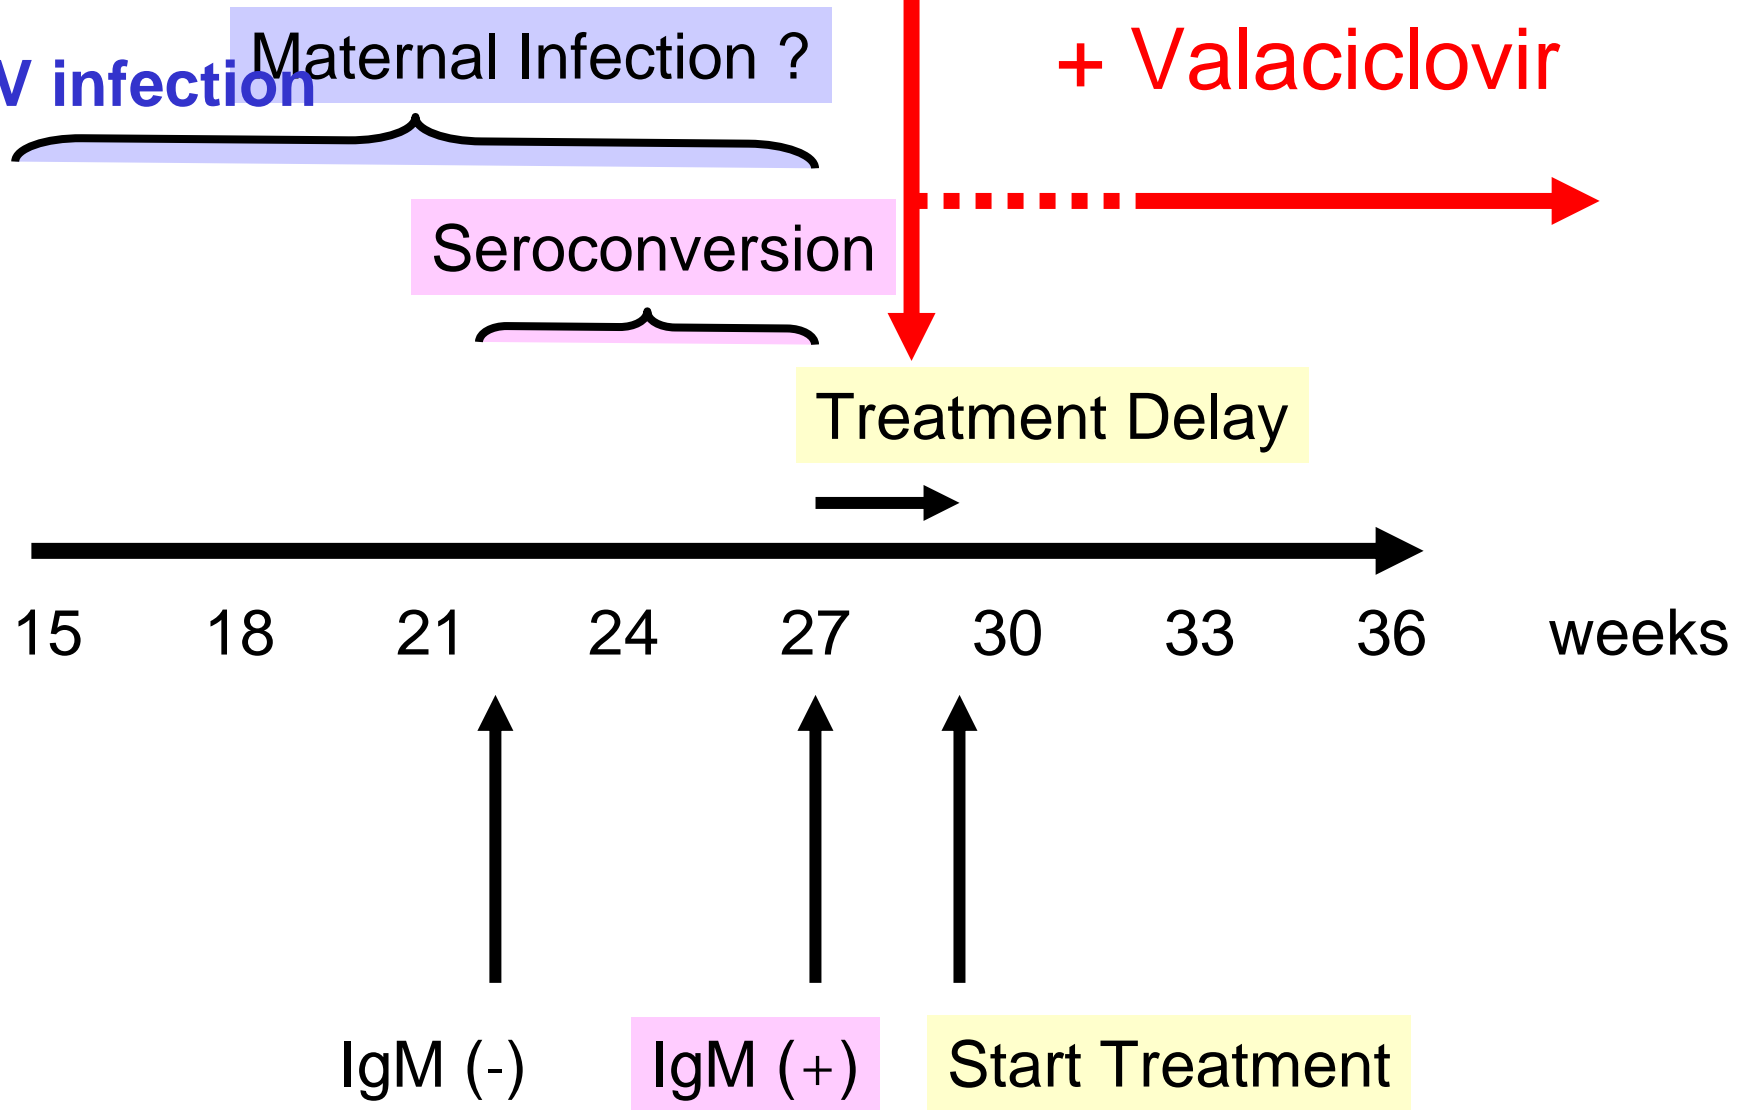 Maternal Infection ?
V infection
+ Valaciclovir
Seroconversion
Treatment Delay
15 18 21 24 27 30 33 36 weeks
IgM (-) IgM (+) Start Treatment